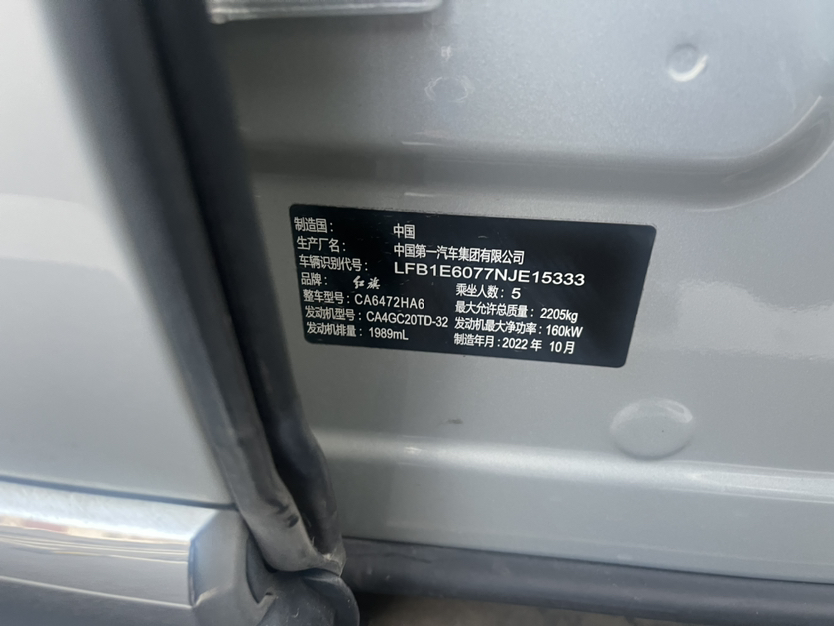 制造国： 中国
生产厂名： 中国第一汽车集团有限公司
车辆识别代号： LFB1E6077NJE15333
品牌： 红旗 乘坐人数：5
整车型号：CA6472HA6 最大允许总质量：2205kg
发动机型号：CA4GC20TD-32 发动机最大净功率：160kW
发动机排量：1989mL 制造年月：2022 年 10 月